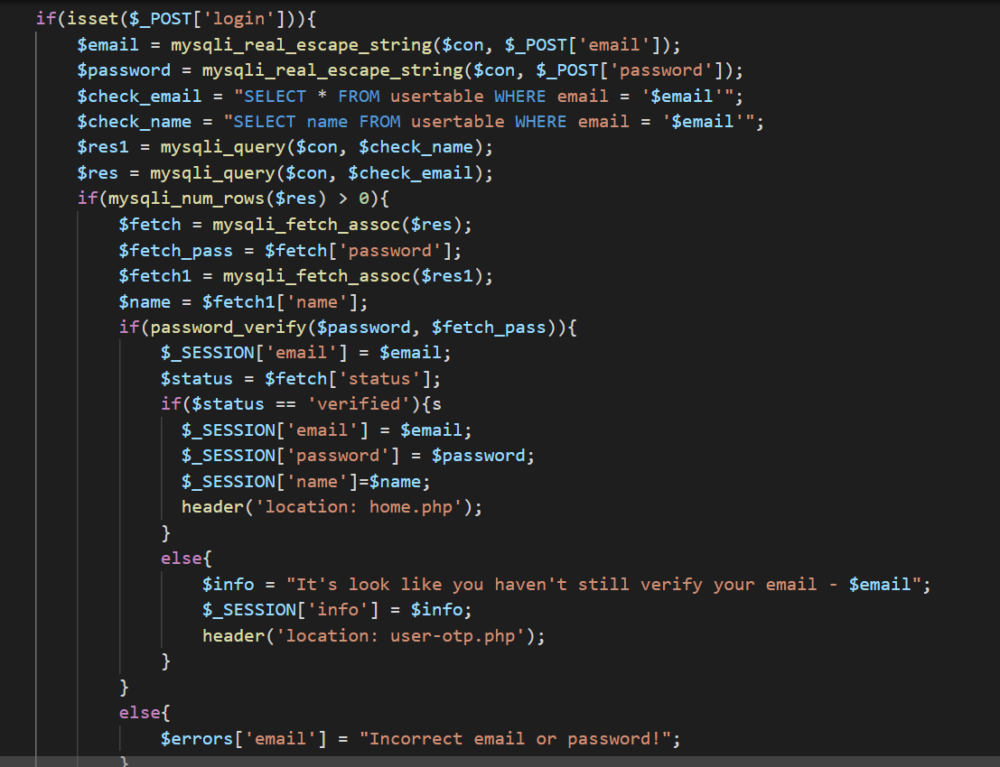 if(isset($_POST['login'])){
$email = mysqli_real_escape_string($con, $_POST['email']);
$password = mysqli_real_escape_string($con, $_POST['password']);
$check_email = "SELECT * FROM usertable WHERE email = '$email'";
$check_name = "SELECT name FROM usertable WHERE email = '$email'";
$res1 = mysqli_query($con, $check_name);
$res = mysqli_query($con, $check_email);
if(mysqli_num_rows($res) > 0){
$fetch = mysqli_fetch_assoc($res);
$fetch_pass = $fetch['password'];
$fetch1 = mysqli_fetch_assoc($res1);
$name = $fetch1['name'];
if(password_verify($password, $fetch_pass)){
$_SESSION['email'] = $email;
$status = $fetch['status'];
if($status == 'verified'){s
$_SESSION['email'] = $email;
$_SESSION['password'] = $password;
$_SESSION['name']=$name;
header('location: home.php');
}
else{
$info = "It's look like you haven't still verify your email - $email";
$_SESSION['info'] = $info;
header('location: user-otp.php');
}
}
else{
$errors['email'] = "Incorrect email or password!";
}